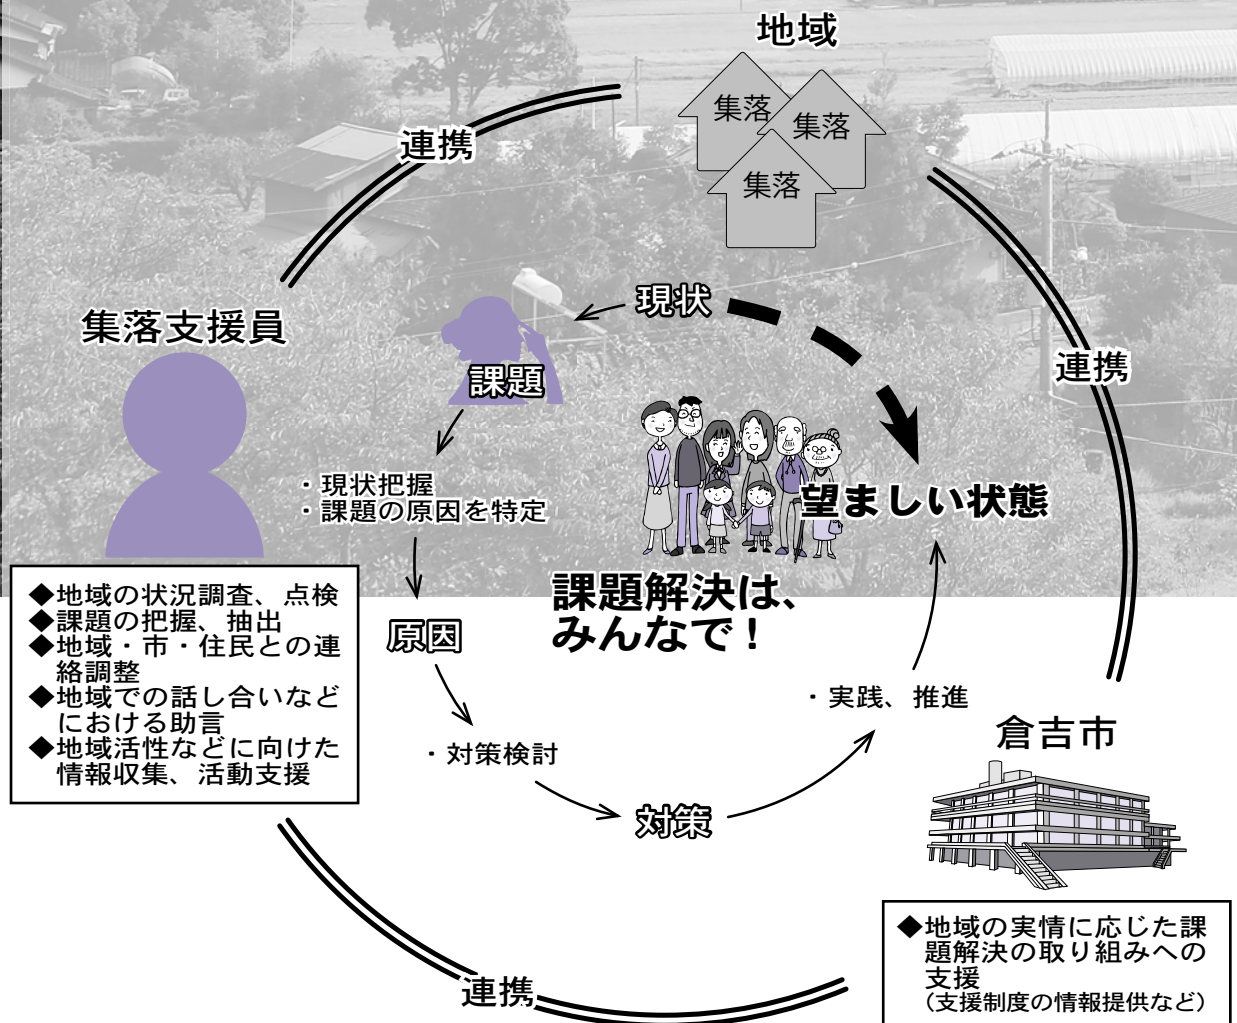 地域
集落
集落
集落
連携
連携
集落支援員
現状
課題
・現状把握
・課題の原因を特定
望ましい状態
課題解決は、
みんなで！
◆地域の状況調査、点検
◆課題の把握、抽出
◆地域・市・住民との連
絡調整
◆地域での話し合いなど
における助言
◆地域活性などに向けた
情報収集、活動支援
原因
・対策検討
対策
・実践、推進
倉吉市
◆地域の実情に応じた課
題解決の取り組みへの
支援
（支援制度の情報提供など）
連携